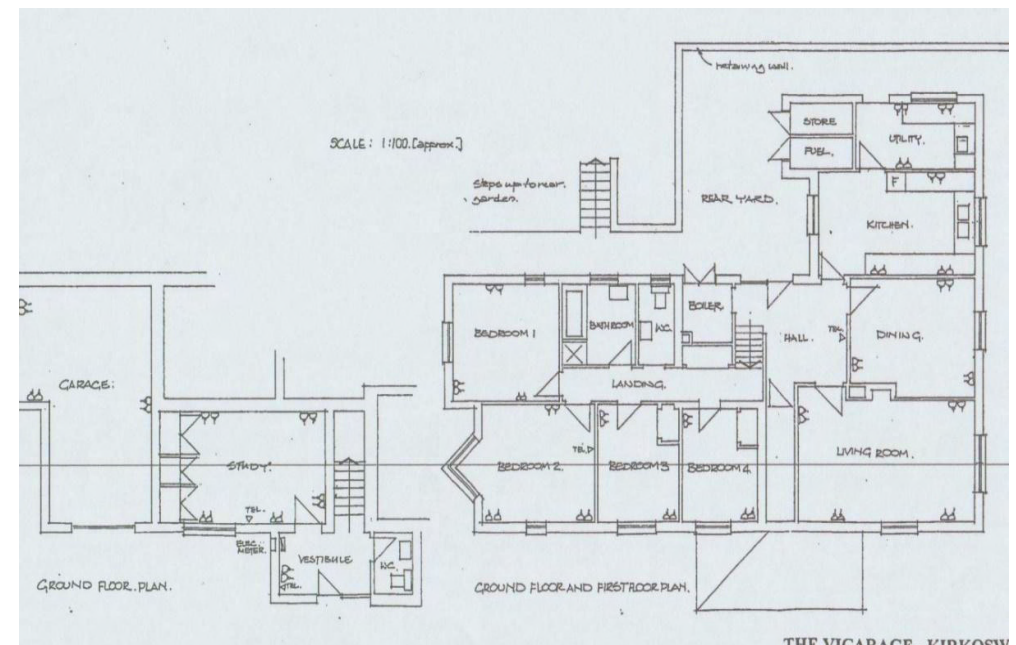 retaining wall.
STORE
UTILITY.
FUEL.
SCALE: 1:100. [approx.]
Steps up to rear.
garden.
REAR YARD.
F
KITCHEN.
BEDROOM 1
BATHROOM
W.C.
BOILER.
HALL.
TEL.
DINING.
GARAGE:
LANDING.
STUDY.
BEDROOM 2.
TEL.
BEDROOM 3
BEDROOM 4.
LIVING ROOM.
TEL.
ELEC.
METER.
VESTIBULE
W.C.
TEL.
GROUND FLOOR PLAN.
GROUND FLOOR AND FIRST FLOOR PLAN.
THE VICARAGE KIRKOSW